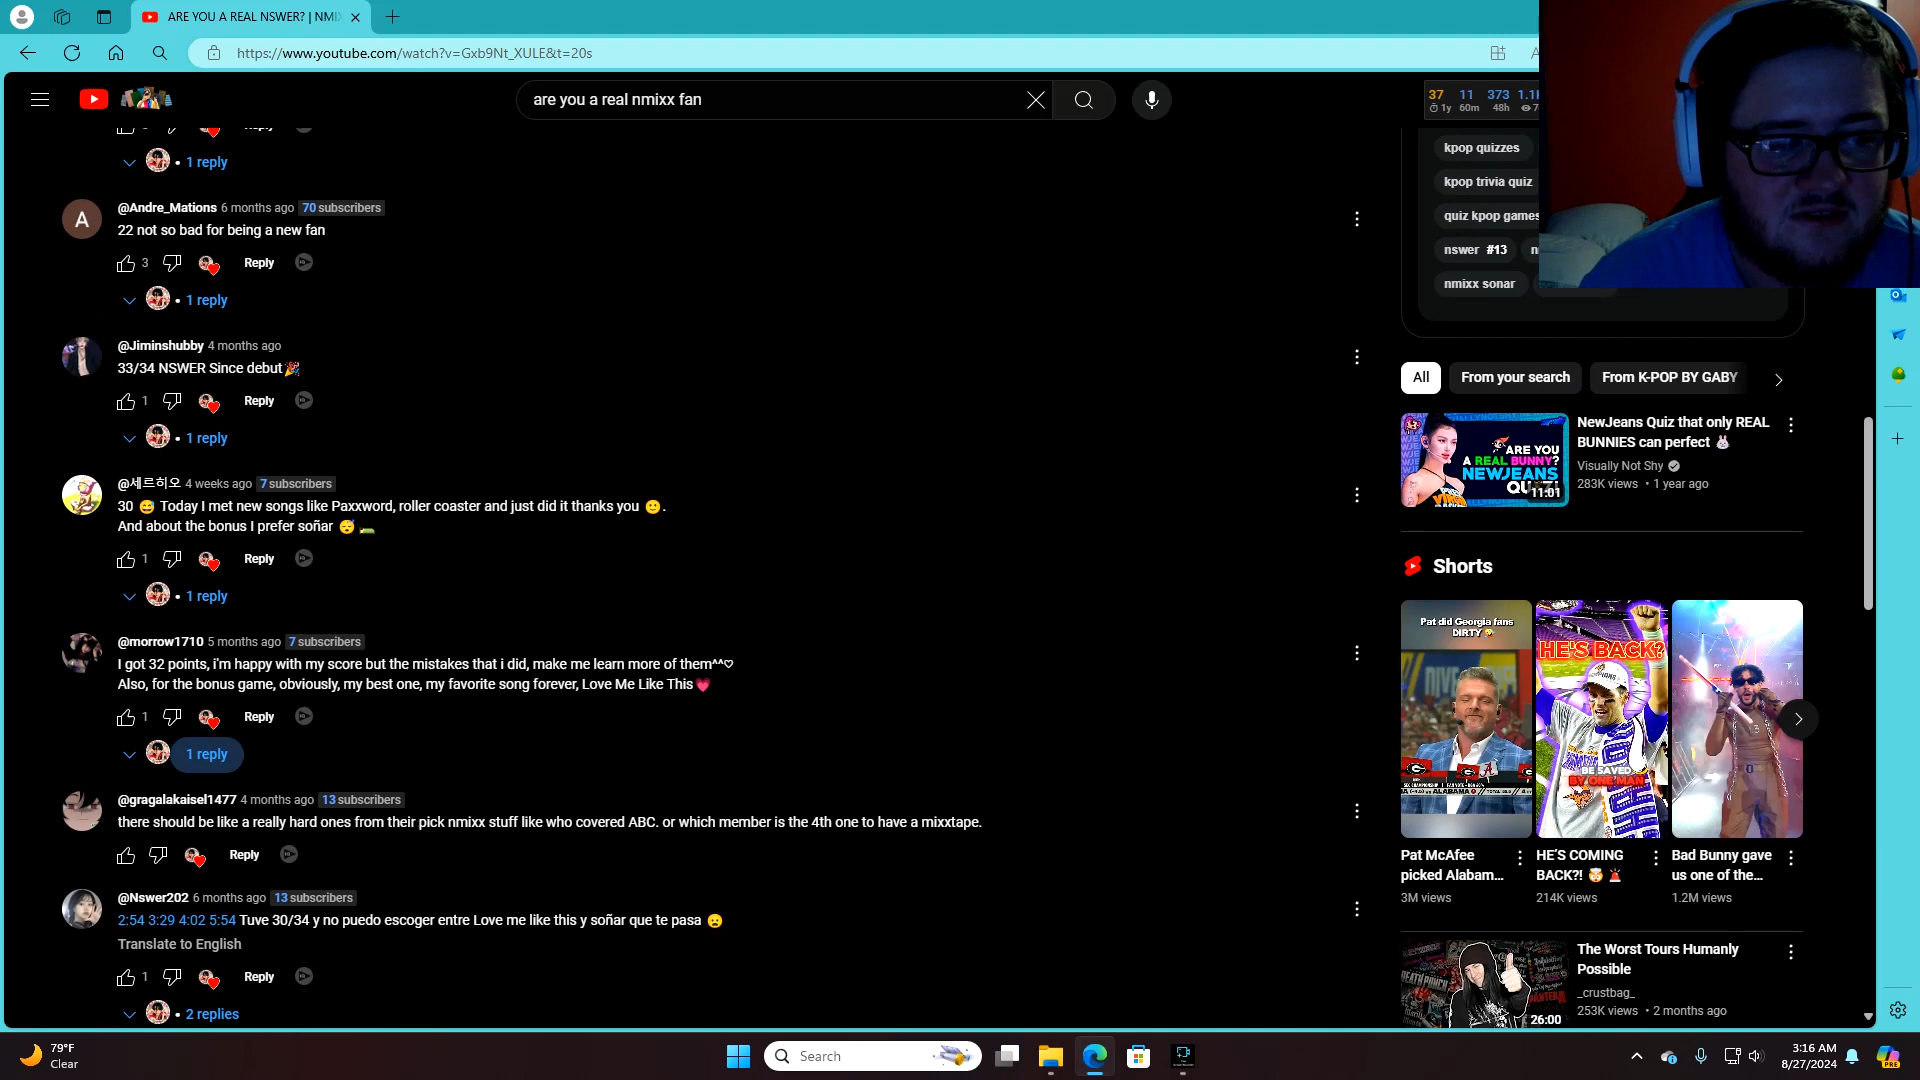 ARE YOU A REAL NSWER? | NMI
https://www.youtube.com/watch?v=Gxb9Nt_XULE&t=20s
are you a real nmixx fan
37 11 373
1y 60m 48h
1 reply
@Andre_Mations 6 months ago 70 subscribers
22 not so bad for being a new fan
3 Reply
1 reply
@Jiminshubby 4 months ago
33/34 NSWER Since debut🎉
1 Reply
1 reply
@세르히오 4 weeks ago 7 subscribers
30 😅 Today I met new songs like Paxxword, roller coaster and just did it thanks you 🙂.
And about the bonus I prefer soñar 😴🐛
1 Reply
1 reply
@morrow1710 5 months ago 7 subscribers
I got 32 points, i'm happy with my score but the mistakes that i did, make me learn more of them^^♡
Also, for the bonus game, obviously, my best one, my favorite song forever, Love Me Like This💗
1 Reply
1 reply
@gragalakaisel1477 4 months ago 13 subscribers
there should be like a really hard ones from their pick nmixx stuff like who covered ABC. or which member is the 4th one to have a mixxtape.
Reply
@Nswer202 6 months ago 13 subscribers
2:54 3:29 4:02 5:54 Tuve 30/34 y no puedo escoger entre Love me like this y soñar que te pasa 😦
Translate to English
1 Reply
2 replies
kpop quizzes
kpop trivia quiz
quiz kpop games
nswer #13
nmixx sonar
All From your search From K-POP BY GABY
ARE YOU
A REAL BUNNY?
NEWJEANS
11:01
NewJeans Quiz that only REAL
BUNNIES can perfect 🐰
Visually Not Shy
283K views • 1 year ago
Shorts
Pat did Georgia fans
DIRTY
HE'S BACK?
BE SAVED
BY ONE MAN
Pat McAfee
picked Alabam...
3M views
HE'S COMING
BACK?! 🤯 🚨
214K views
Bad Bunny gave
us one of the...
1.2M views
26:00
The Worst Tours Humanly
Possible
_crustbag_
253K views • 2 months ago
79°F
Clear
Search
3:16 AM
8/27/2024